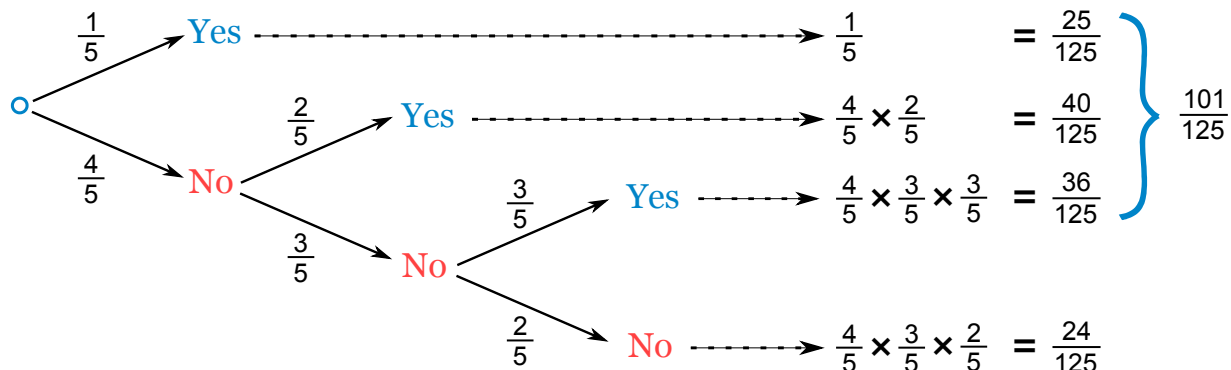 1/5 Yes 1/5 = 25/125
2/5 Yes 4/5 × 2/5 = 40/125
101/125
4/5 No
3/5 Yes 4/5 × 3/5 × 3/5 = 36/125
3/5 No
2/5 No 4/5 × 3/5 × 2/5 = 24/125